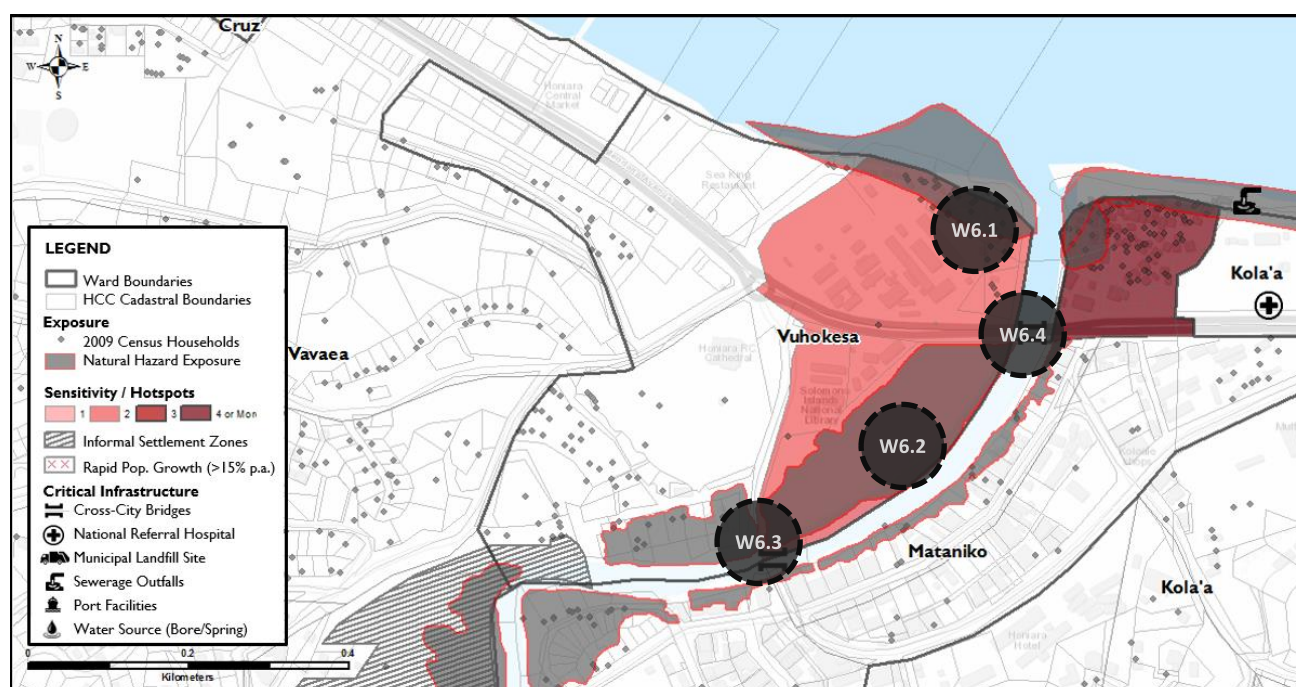 Cruz
N
W
E
S
Honiara
Central
Market
Sea King
Restaurant
W6.1
Kola'a
W6.4
Vuhokesa
Vavaea
Honiara RC
Cathedral
Solomon
Islands
National
Library
W6.2
W6.3
Mataniko
Kola'a
Honiara
Hotel
LEGEND
Ward Boundaries
HCC Cadastral Boundaries
Exposure
2009 Census Households
Natural Hazard Exposure
Sensitivity / Hotspots
1 2 3 4 or Mor
Informal Settlement Zones
Rapid Pop. Growth (>15% p.a.)
Critical Infrastructure
Cross-City Bridges
National Referral Hospital
Municipal Landfill Site
Sewerage Outfalls
Port Facilities
Water Source (Bore/Spring)
0 0.2 0.4
Kilometers